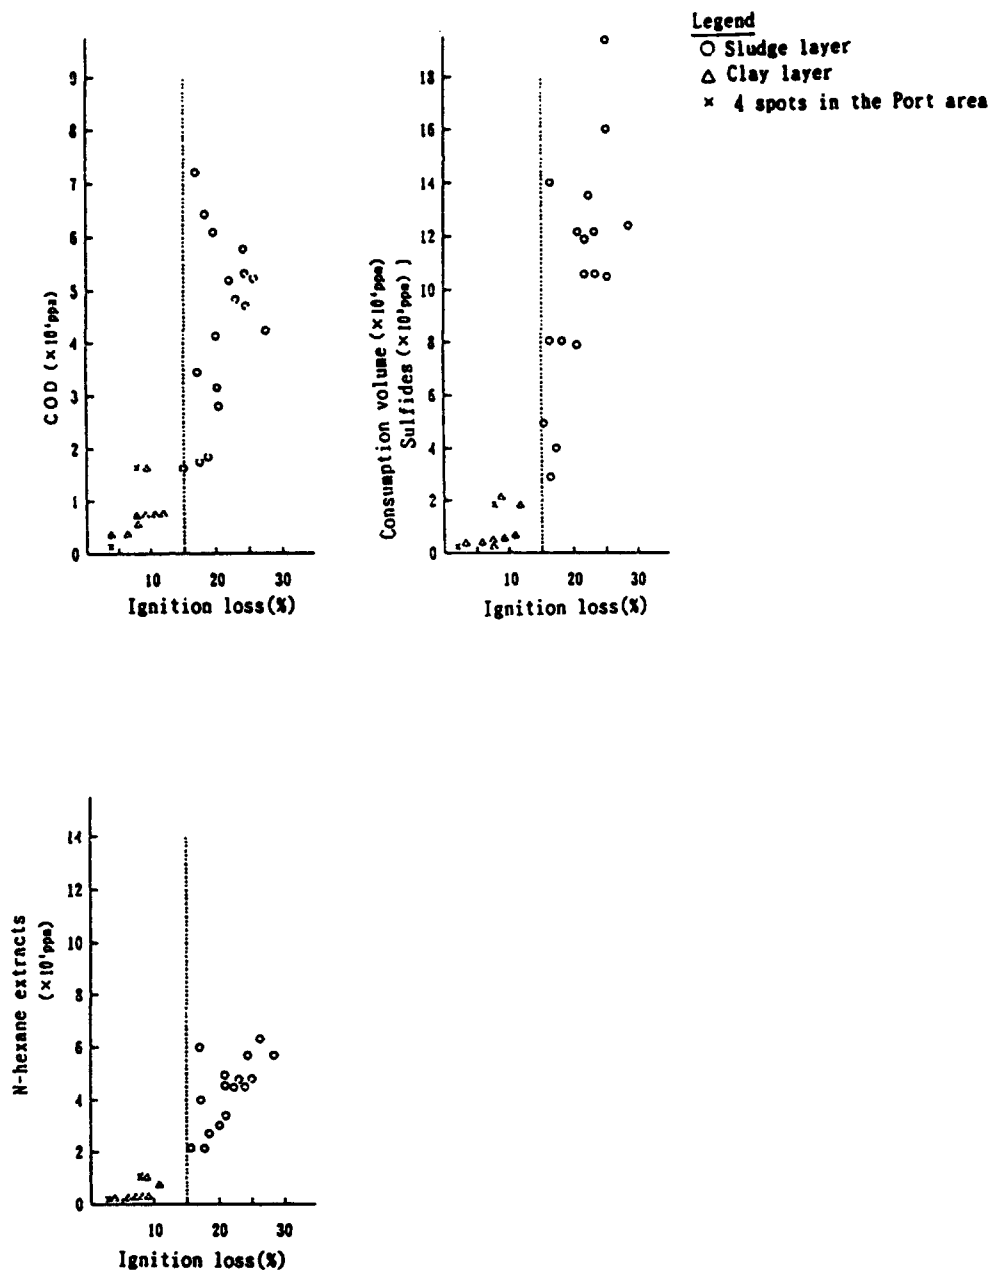 Legend
○ Sludge layer
△ Clay layer
× 4 spots in the Port area
COD (×10⁴ppm)
9
8
7
6
5
4
3
2
1
0
10 20 30
Ignition loss(%)
Consumption volume (×10⁴ppm)
Sulfides (×10³ppm) ]
18
16
14
12
10
8
6
4
2
0
10 20 30
Ignition loss(%)
N-hexane extracts
(×10⁴ppm)
14
12
10
8
6
4
2
0
10 20 30
Ignition loss(%)